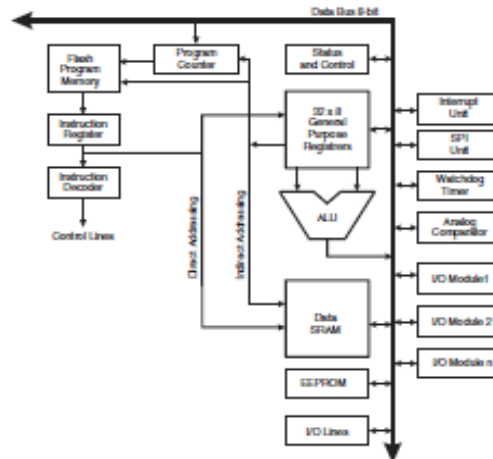 Data Bus 8-bit
Flash
Program
Memory
Program
Counter
Status
and Control
Instruction
Register
32 x 8
General
Purpose
Registrers
Interrupt
Unit
SPI
Unit
Instruction
Decoder
Watchdog
Timer
Control Lines
Direct Addressing
Indirect Addressing
ALU
Analog
Comparator
I/O Module1
Data
SRAM
I/O Module 2
I/O Module n
EEPROM
I/O Lines